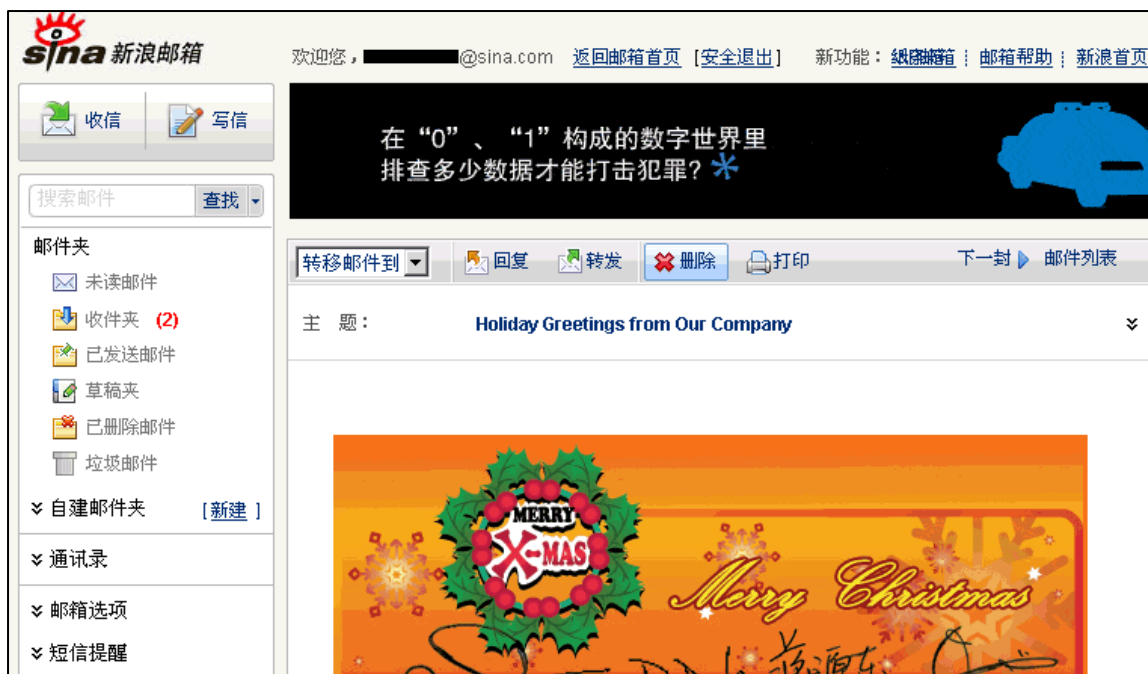 sina 新浪邮箱
欢迎您，@sina.com 返回邮箱首页 [安全退出] 新功能： | 邮箱帮助 | 新浪首页
收信 写信
在“0”、“1”构成的数字世界里
排查多少数据才能打击犯罪？*
搜索邮件 查找
邮件夹
转移邮件到 回复 转发 删除 打印 下一封 邮件列表
未读邮件
收件夹 (2)
主 题： Holiday Greetings from Our Company
已发送邮件
草稿夹
已删除邮件
垃圾邮件
自建邮件夹 [新建]
MERRY
X-MAS
Merry Christmas
通讯录
邮箱选项
短信提醒